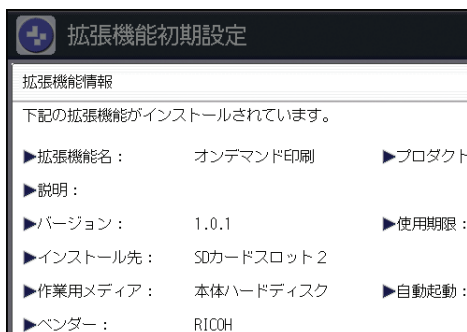 拡張機能初期設定
拡張機能情報
下記の拡張機能がインストールされています。
▶拡張機能名： オンデマンド印刷 ▶プロダクト
▶説明：
▶バージョン： 1.0.1 ▶使用期限：
▶インストール先： SDカードスロット2
▶作業用メディア： 本体ハードディスク ▶自動起動：
▶ベンダー： RICOH